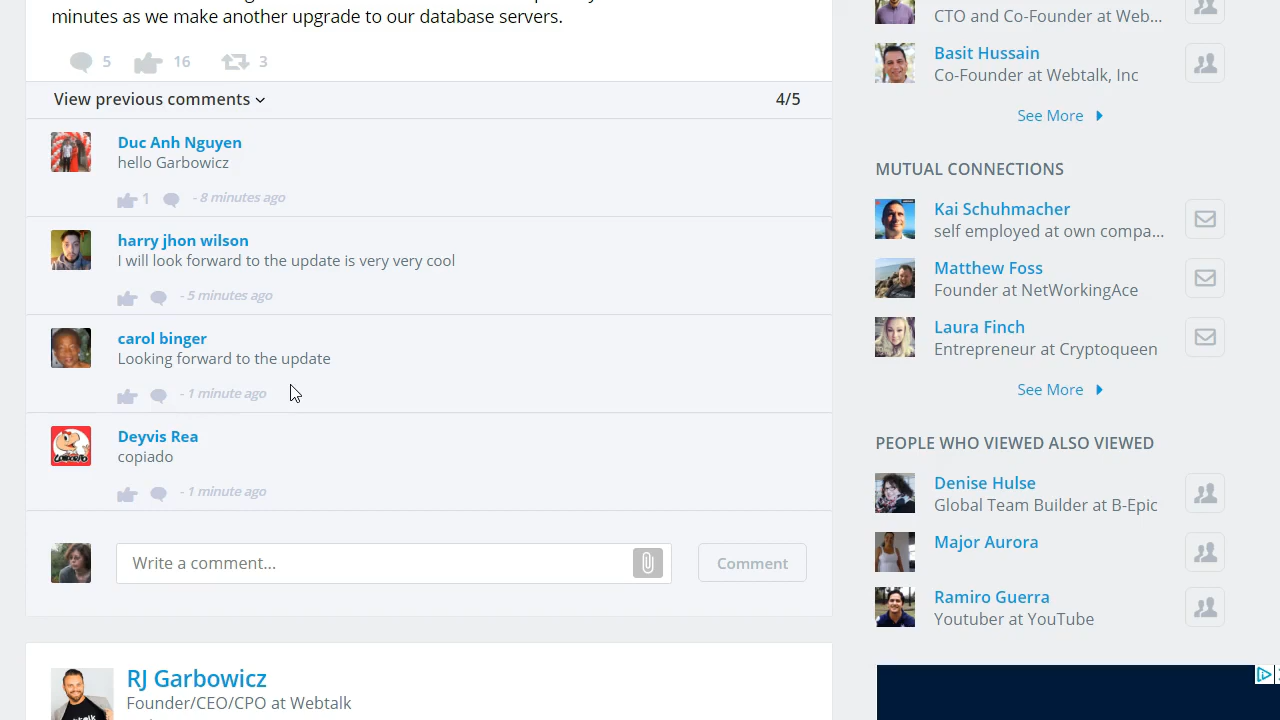 minutes as we make another upgrade to our database servers.
5 16 3
View previous comments 4/5
Duc Anh Nguyen
hello Garbowicz
1 - 8 minutes ago
harry jhon wilson
I will look forward to the update is very very cool
- 5 minutes ago
carol binger
Looking forward to the update
- 1 minute ago
Deyvis Rea
copiado
- 1 minute ago
Write a comment...
Comment
RJ Garbowicz
Founder/CEO/CPO at Webtalk
CTO and Co-Founder at Web...
Basit Hussain
Co-Founder at Webtalk, Inc
See More
MUTUAL CONNECTIONS
Kai Schuhmacher
self employed at own compa...
Matthew Foss
Founder at NetWorkingAce
Laura Finch
Entrepreneur at Cryptoqueen
See More
PEOPLE WHO VIEWED ALSO VIEWED
Denise Hulse
Global Team Builder at B-Epic
Major Aurora
Ramiro Guerra
Youtuber at YouTube